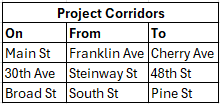 Project Corridors
On From To
Main St Franklin Ave Cherry Ave
30th Ave Steinway St 48th St
Broad St South St Pine St